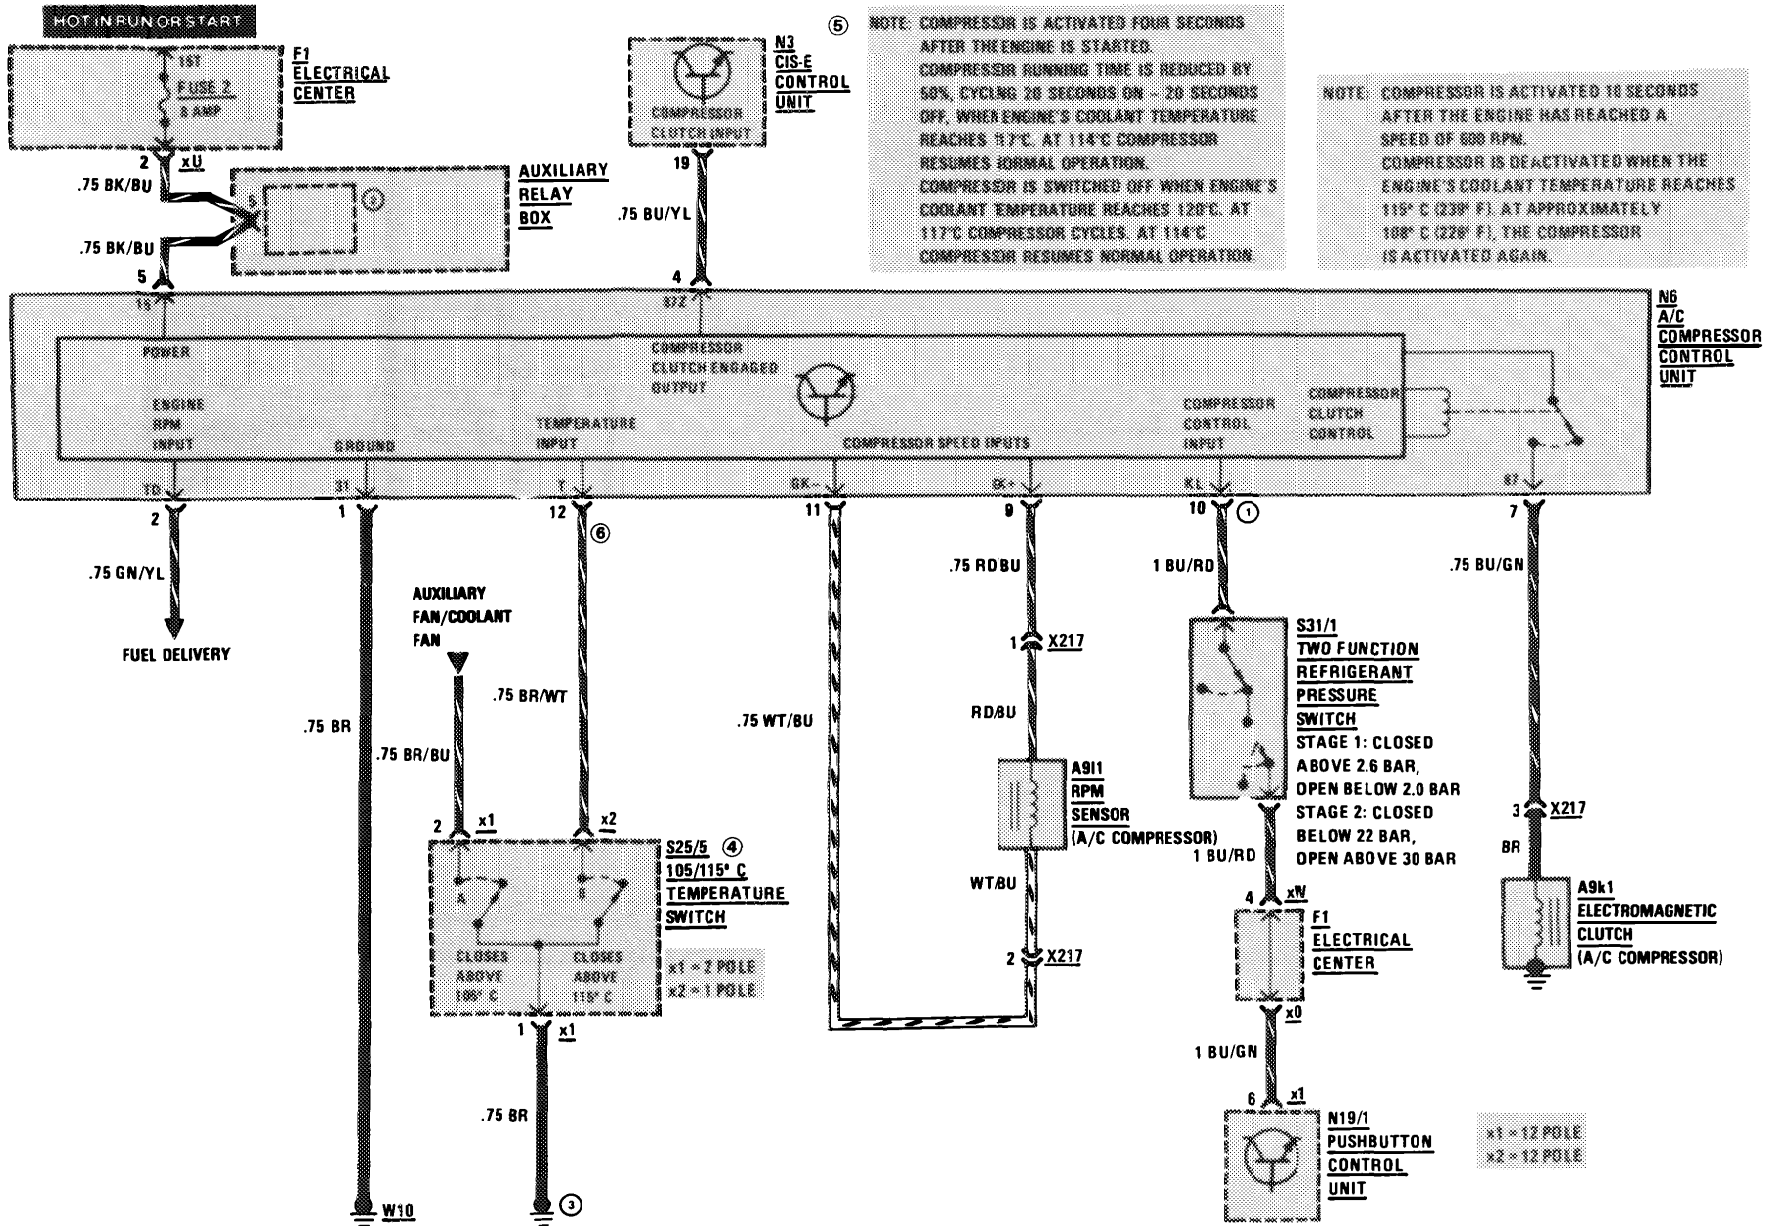 HOT IN RUN OR START
15T
FUSE 2
8 AMP
F1
ELECTRICAL
CENTER
2 xU
.75 BK/BU
.75 BK/BU
5
5
2
AUXILIARY
RELAY
BOX
COMPRESSOR
CLUTCH INPUT
N3
CIS-E
CONTROL
UNIT
19
.75 BU/YL
4
5
NOTE: COMPRESSOR IS ACTIVATED FOUR SECONDS
AFTER THE ENGINE IS STARTED.
COMPRESSOR RUNNING TIME IS REDUCED BY
50%, CYCLNG 20 SECONDS ON - 20 SECONDS
OFF, WHEN ENGINE'S COOLANT TEMPERATURE
REACHES 117°C. AT 114°C COMPRESSOR
RESUMES NORMAL OPERATION.
COMPRESSOR IS SWITCHED OFF WHEN ENGINE'S
COOLANT TEMPERATURE REACHES 120°C. AT
117°C COMPRESSOR CYCLES. AT 114°C
COMPRESSOR RESUMES NORMAL OPERATION
NOTE: COMPRESSOR IS ACTIVATED 10 SECONDS
AFTER THE ENGINE HAS REACHED A
SPEED OF 600 RPM.
COMPRESSOR IS DEACTIVATED WHEN THE
ENGINE'S COOLANT TEMPERATURE REACHES
115° C (239° F). AT APPROXIMATELY
108° C (226° F), THE COMPRESSOR
IS ACTIVATED AGAIN.
15
87Z
N6
A/C
COMPRESSOR
CONTROL
UNIT
POWER
COMPRESSOR
CLUTCH ENGAGED
OUTPUT
ENGINE
RPM
INPUT
GROUND
TEMPERATURE
INPUT
COMPRESSOR SPEED INPUTS
COMPRESSOR
CONTROL
INPUT
COMPRESSOR
CLUTCH
CONTROL
TD 31 T GK- GK+ KL 87
2 1 12 11 9 10 1 7
6
.75 GN/YL
FUEL DELIVERY
AUXILIARY
FAN/COOLANT
FAN
.75 BR
.75 BR/BU
.75 BR/WT
.75 WT/BU
.75 RDBU
1 X217
RD/BU
A9l1
RPM
SENSOR
(A/C COMPRESSOR)
WT/BU
2 X217
1 BU/RD
S31/1
TWO FUNCTION
REFRIGERANT
PRESSURE
SWITCH
STAGE 1: CLOSED
ABOVE 2.6 BAR,
OPEN BELOW 2.0 BAR
STAGE 2: CLOSED
BELOW 22 BAR,
OPEN ABOVE 30 BAR
.75 BU/GN
3 X217
BR
A9k1
ELECTROMAGNETIC
CLUTCH
(A/C COMPRESSOR)
2 x1
x2
S25/5 4
105/115° C
TEMPERATURE
SWITCH
A
B
CLOSES
ABOVE
105° C
CLOSES
ABOVE
115° C
x1 = 2 POLE
x2 = 1 POLE
1 x1
.75 BR
W10
3
1 BU/RD
4 xW
F1
ELECTRICAL
CENTER
x0
1 BU/GN
6 x1
N19/1
PUSHBUTTON
CONTROL
UNIT
x1 = 12 POLE
x2 = 12 POLE